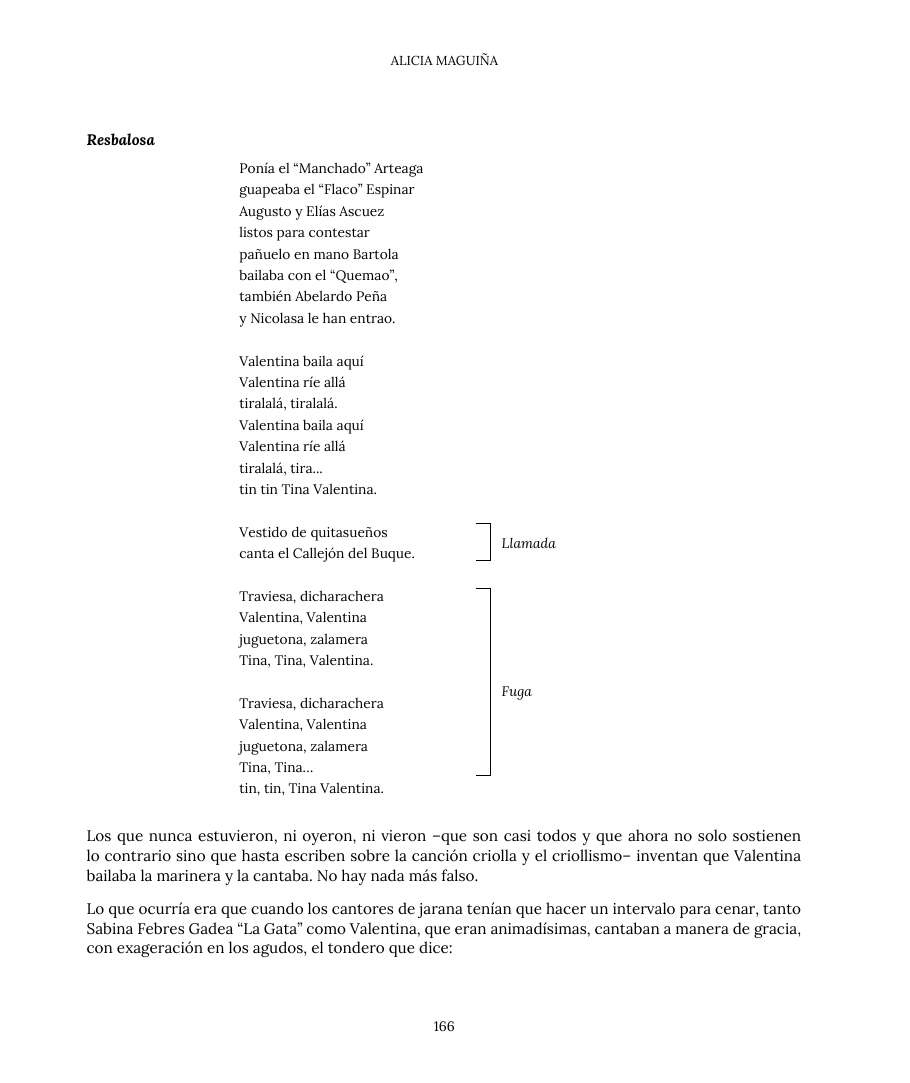 ALICIA MAGUIÑA
Resbalosa
Ponía el “Manchado” Arteaga
guapeaba el “Flaco” Espinar
Augusto y Elías Ascuez
listos para contestar
pañuelo en mano Bartola
bailaba con el “Quemao”,
también Abelardo Peña
y Nicolasa le han entrao.
Valentina baila aquí
Valentina ríe allá
tiralalá, tiralalá.
Valentina baila aquí
Valentina ríe allá
tiralalá, tira...
tin tin Tina Valentina.
Vestido de quitasueños
canta el Callejón del Buque.
Llamada
Traviesa, dicharachera
Valentina, Valentina
juguetona, zalamera
Tina, Tina, Valentina.
Fuga
Traviesa, dicharachera
Valentina, Valentina
juguetona, zalamera
Tina, Tina...
tin, tin, Tina Valentina.
Los que nunca estuvieron, ni oyeron, ni vieron –que son casi todos y que ahora no solo sostienen
lo contrario sino que hasta escriben sobre la canción criolla y el criollismo– inventan que Valentina
bailaba la marinera y la cantaba. No hay nada más falso.
Lo que ocurría era que cuando los cantores de jarana tenían que hacer un intervalo para cenar, tanto
Sabina Febres Gadea “La Gata” como Valentina, que eran animadísimas, cantaban a manera de gracia,
con exageración en los agudos, el tondero que dice:
166